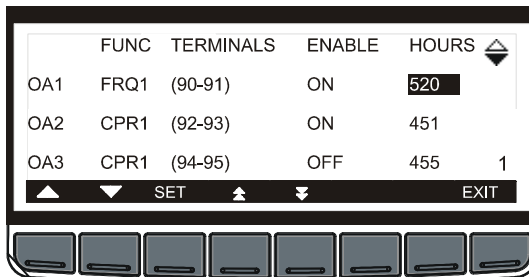 FUNC TERMINALS ENABLE HOURS
OA1 FRQ1 (90-91) ON 520
OA2 CPR1 (92-93) ON 451
OA3 CPR1 (94-95) OFF 455 1
SET EXIT